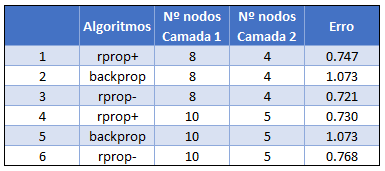 Algoritmos Nº nodos Camada 1 Nº nodos Camada 2 Erro
1 rprop+ 8 4 0.747
2 backprop 8 4 1.073
3 rprop- 8 4 0.721
4 rprop+ 10 5 0.730
5 backprop 10 5 1.073
6 rprop- 10 5 0.768